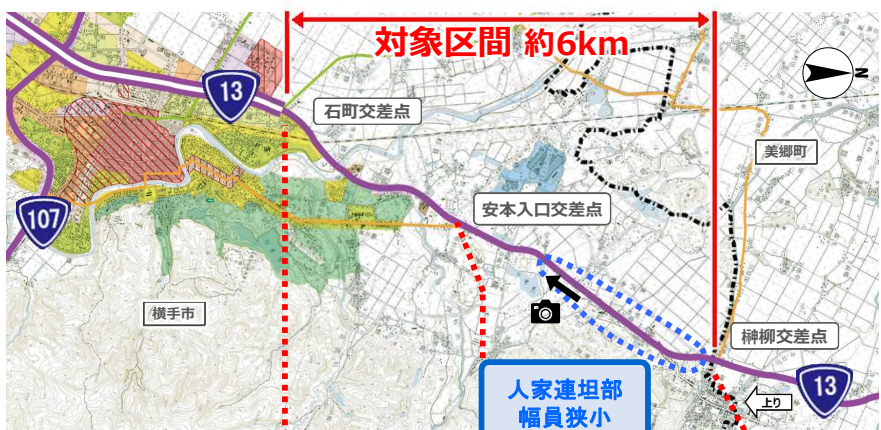 対象区間 約6km
13
石町交差点
N
美郷町
107
安本入口交差点
横手市
榊柳交差点
人家連坦部
幅員狭小
上り
13